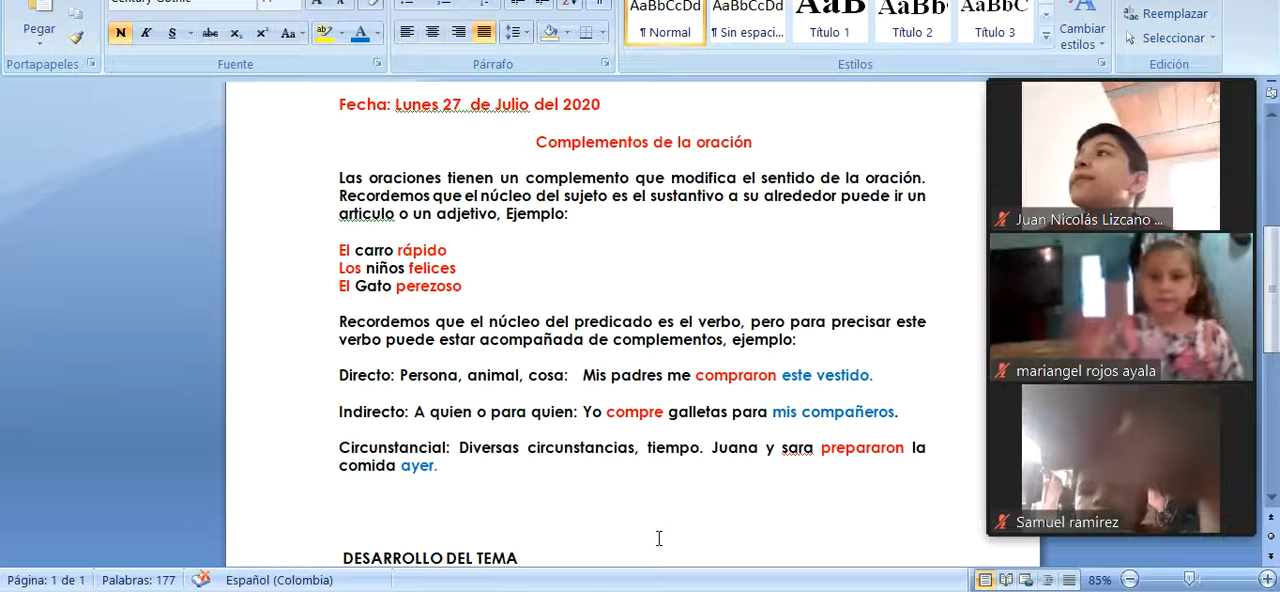 Century Gothic
Pegar
N K S abc x₂ x² Aa
Portapapeles
Fuente
Párrafo
AaBbCcDd AaBbCcDd AaB AaBb AaBbC
¶ Normal ¶ Sin espaci... Título 1 Título 2 Título 3
Cambiar
estilos
Estilos
Reemplazar
Seleccionar
Edición
Fecha: Lunes 27 de Julio del 2020
Complementos de la oración
Las oraciones tienen un complemento que modifica el sentido de la oración.
Recordemos que el núcleo del sujeto es el sustantivo a su alrededor puede ir un
articulo o un adjetivo, Ejemplo:
El carro rápido
Los niños felices
El Gato perezoso
Recordemos que el núcleo del predicado es el verbo, pero para precisar este
verbo puede estar acompañada de complementos, ejemplo:
Directo: Persona, animal, cosa: Mis padres me compraron este vestido.
Indirecto: A quien o para quien: Yo compre galletas para mis compañeros.
Circunstancial: Diversas circunstancias, tiempo. Juana y sara prepararon la
comida ayer.
DESARROLLO DEL TEMA
Juan Nicolás Lizcano ...
mariangel rojos ayala
Samuel ramirez
Página: 1 de 1 Palabras: 177 Español (Colombia) 85%